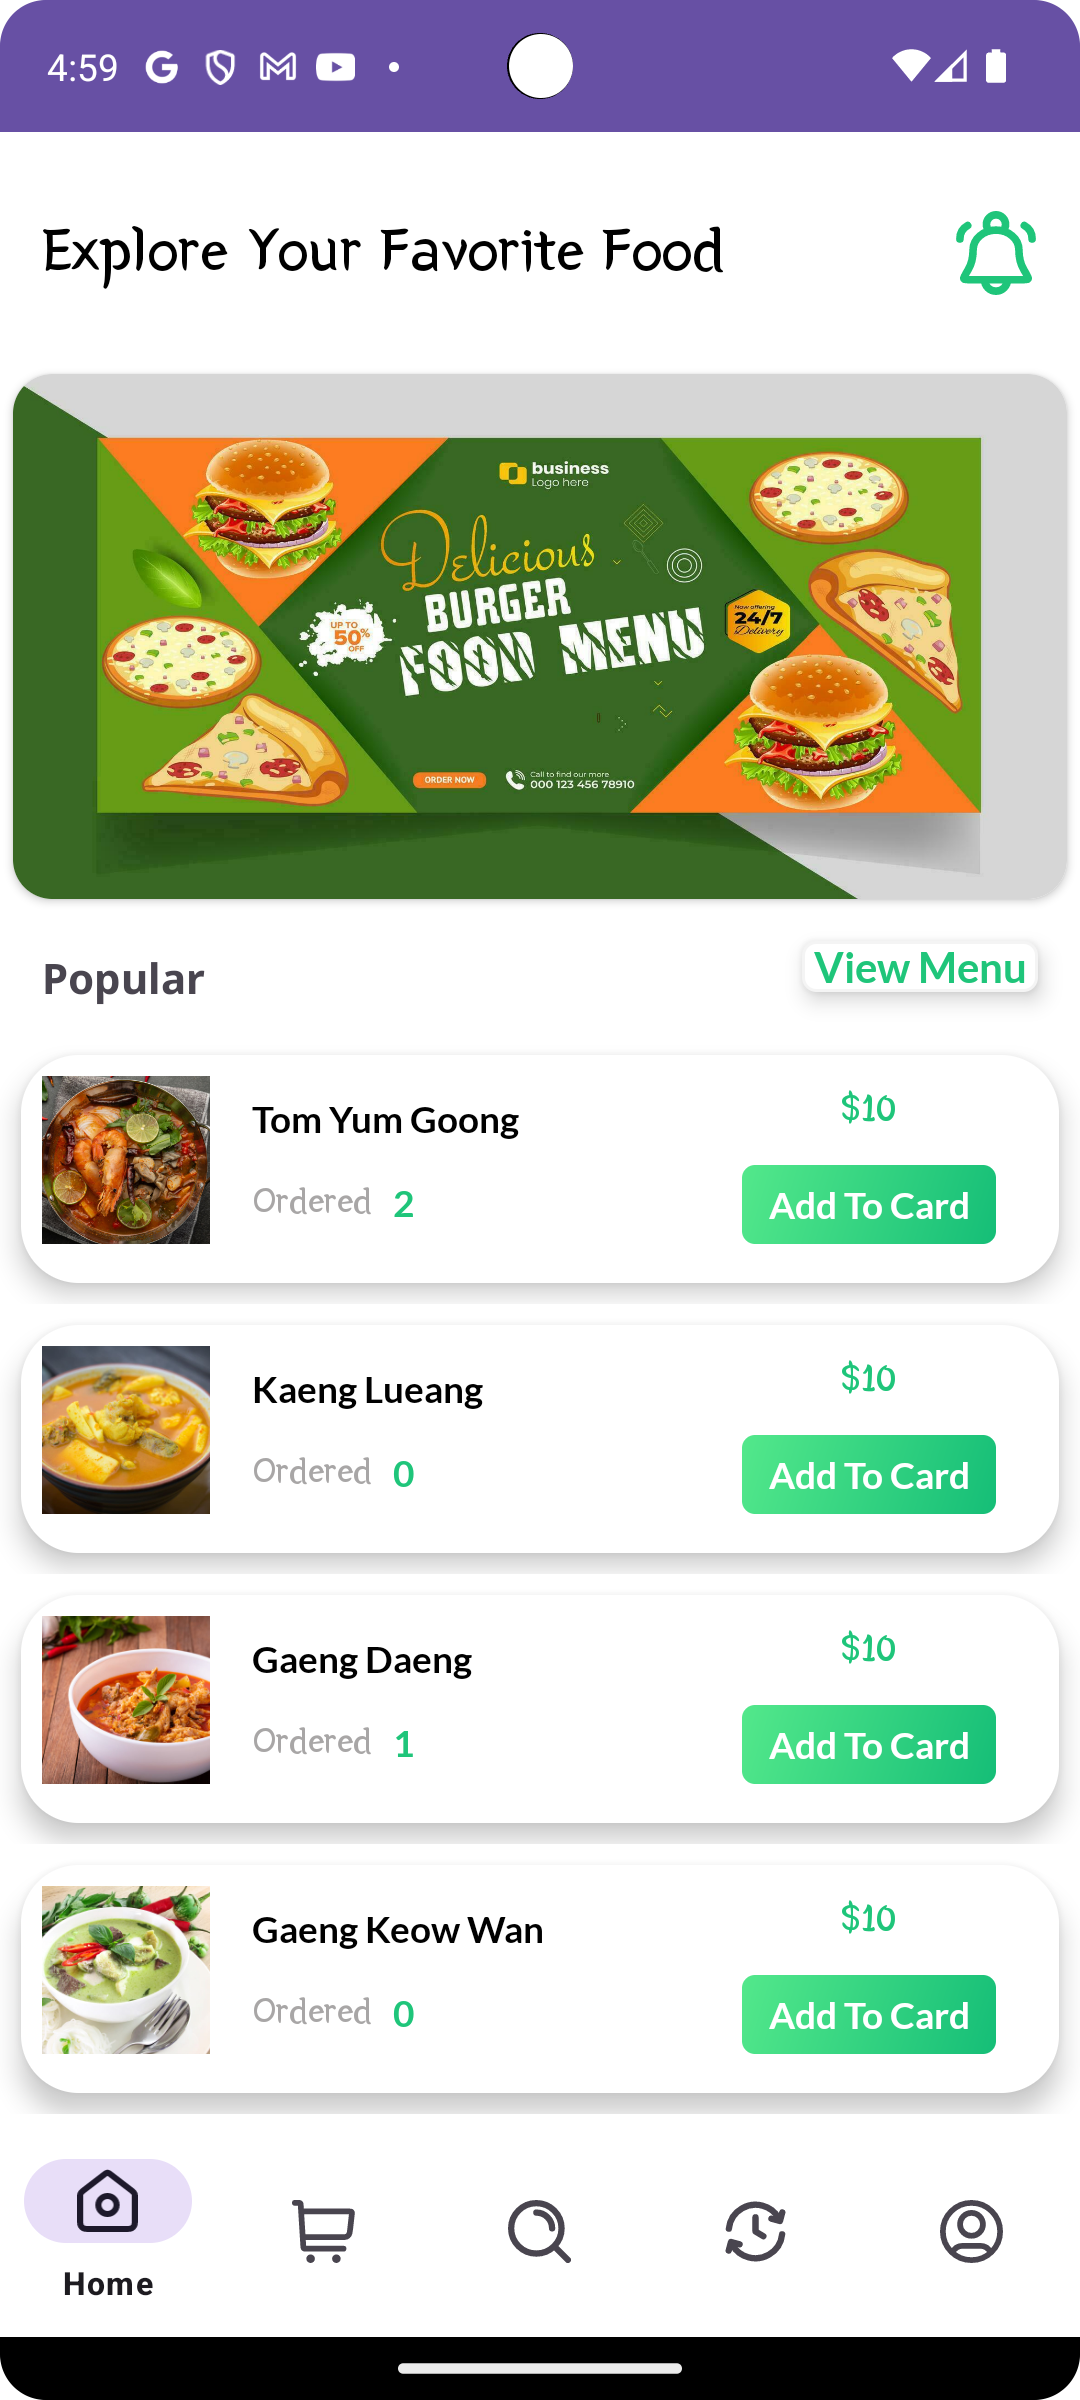 4:59
Explore Your Favorite Food
business
Logo here
Delicious
BURGER
FOOD MENU
UP TO
50%
OFF
Now offering
24/7
Delivery
ORDER NOW
Call to find our more
000 123 456 78910
Popular
View Menu
Tom Yum Goong
$10
Ordered 2
Add To Card
Kaeng Lueang
$10
Ordered 0
Add To Card
Gaeng Daeng
$10
Ordered 1
Add To Card
Gaeng Keow Wan
$10
Ordered 0
Add To Card
Home